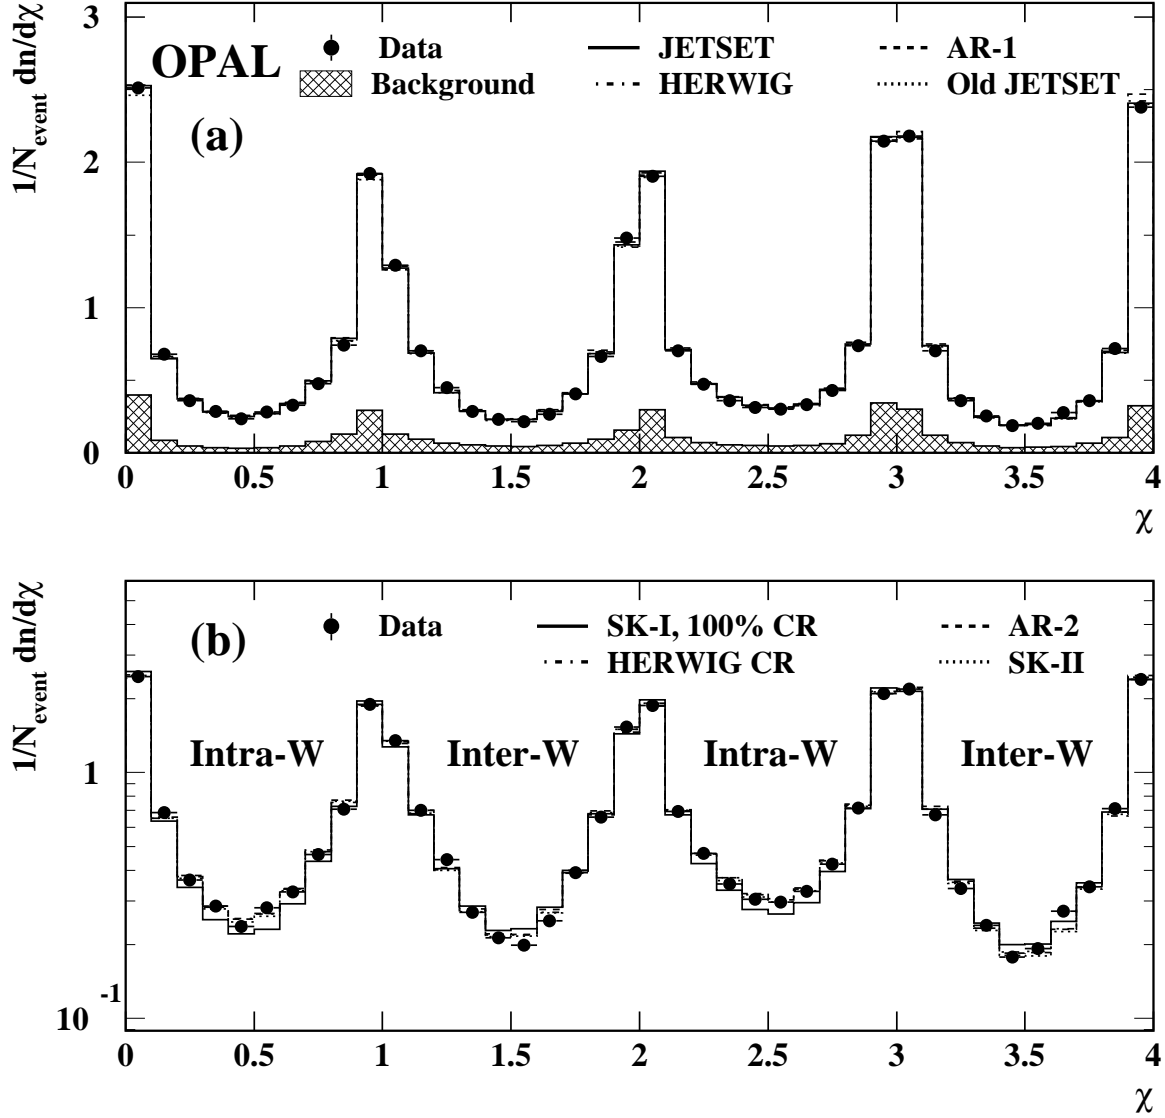 1/N_event dn/dχ
3
2
1
0
OPAL
Data
JETSET
AR-1
Background
HERWIG
Old JETSET
(a)
0 0.5 1 1.5 2 2.5 3 3.5 4
χ
1/N_event dn/dχ
1
10^-1
(b)
Data
SK-I, 100% CR
AR-2
HERWIG CR
SK-II
Intra-W Inter-W Intra-W Inter-W
0 0.5 1 1.5 2 2.5 3 3.5 4
χ